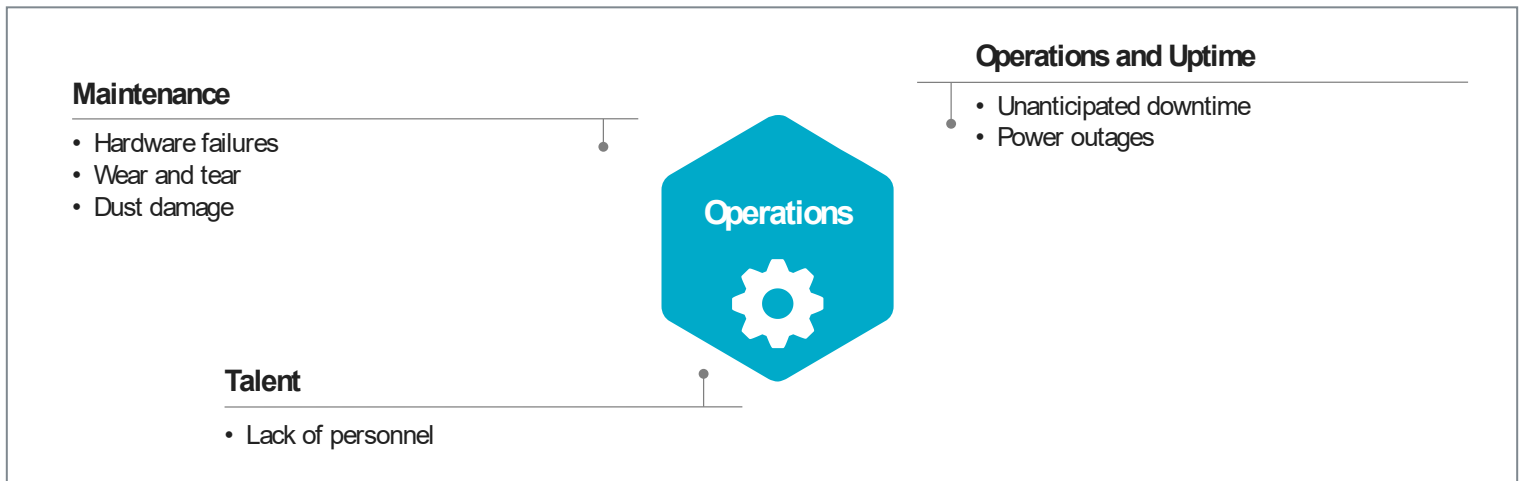 Maintenance
• Hardware failures
• Wear and tear
• Dust damage
Operations and Uptime
• Unanticipated downtime
• Power outages
Operations
Talent
• Lack of personnel